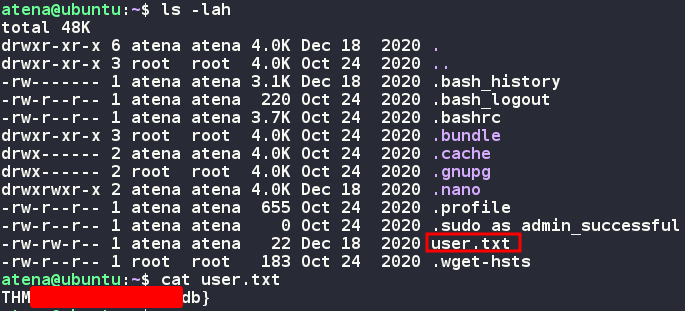 atena@ubuntu:~$ ls -lah
total 48K
drwxr-xr-x 6 atena atena 4.0K Dec 18  2020 .
drwxr-xr-x 3 root  root  4.0K Oct 24  2020 ..
-rw------- 1 atena atena 3.1K Dec 18  2020 .bash_history
-rw-r--r-- 1 atena atena  220 Oct 24  2020 .bash_logout
-rw-r--r-- 1 atena atena 3.7K Oct 24  2020 .bashrc
drwxr-xr-x 3 root  root  4.0K Oct 24  2020 .bundle
drwx------ 2 atena atena 4.0K Oct 24  2020 .cache
drwx------ 2 root  root  4.0K Oct 24  2020 .gnupg
drwxrwxr-x 2 atena atena 4.0K Dec 18  2020 .nano
-rw-r--r-- 1 atena atena  655 Oct 24  2020 .profile
-rw-r--r-- 1 atena atena    0 Oct 24  2020 .sudo_as_admin_successful
-rw-rw-r-- 1 atena atena   22 Dec 18  2020 user.txt
-rw-r--r-- 1 root  root   183 Oct 24  2020 .wget-hsts
atena@ubuntu:~$ cat user.txt
THM db}